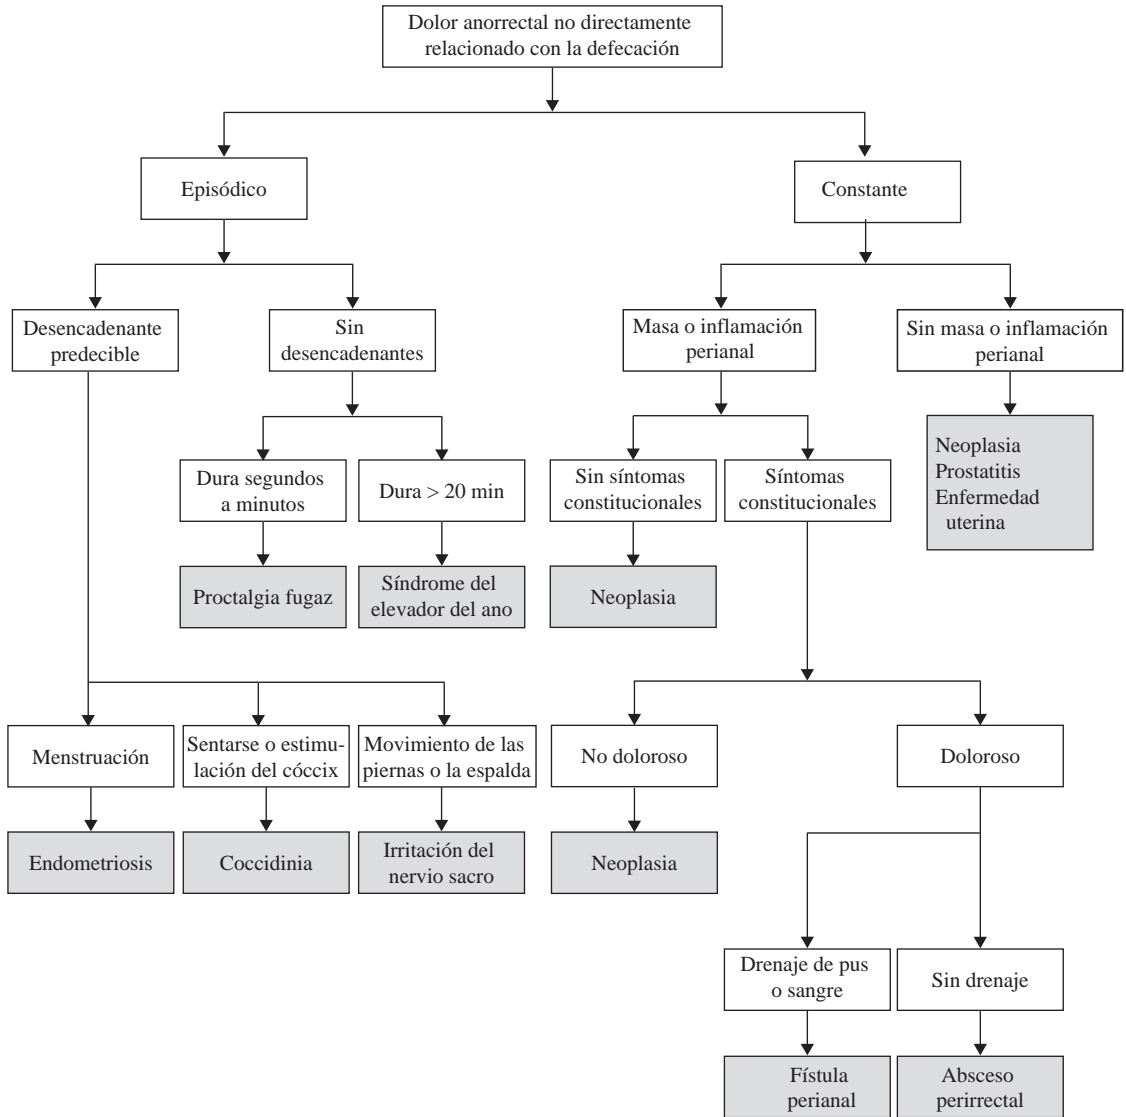 Dolor anorrectal no directamente
relacionado con la defecación
Episódico
Constante
Desencadenante
predecible
Sin
desencadenantes
Masa o inflamación
perianal
Sin masa o inflamación
perianal
Dura segundos
a minutos
Dura > 20 min
Sin síntomas
constitucionales
Síntomas
constitucionales
Neoplasia
Prostatitis
Enfermedad
uterina
Proctalgia fugaz
Síndrome del
elevador del ano
Neoplasia
Menstruación
Sentarse o estimu-
lación del cóccix
Movimiento de las
piernas o la espalda
No doloroso
Doloroso
Endometriosis
Coccidinia
Irritación del
nervio sacro
Neoplasia
Drenaje de pus
o sangre
Sin drenaje
Fístula
perianal
Absceso
perirrectal